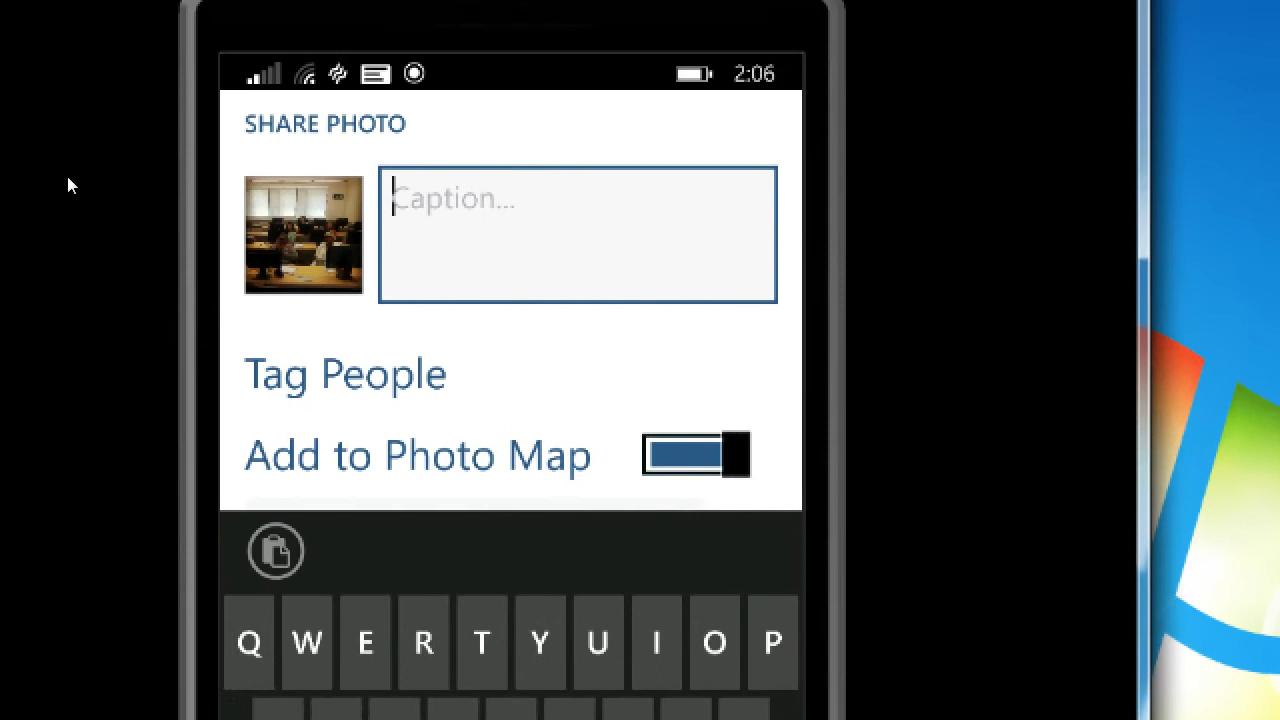 2:06
SHARE PHOTO
Caption...
Tag People
Add to Photo Map
Q W E R T Y U I O P